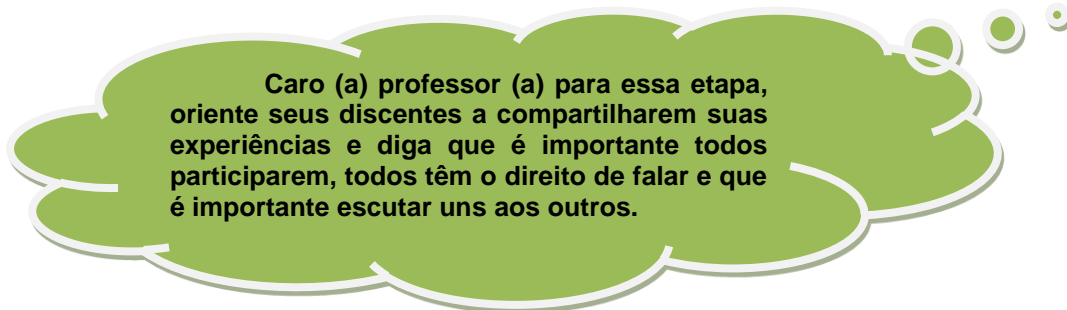 Caro (a) professor (a) para essa etapa,
oriente seus discentes a compartilharem suas
experiências e diga que é importante todos
participarem, todos têm o direito de falar e que
é importante escutar uns aos outros.